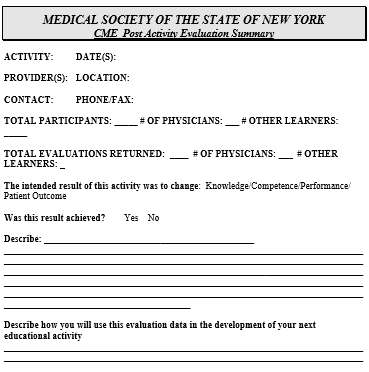 MEDICAL SOCIETY OF THE STATE OF NEW YORK
CME Post Activity Evaluation Summary
ACTIVITY: DATE(S):
PROVIDER(S): LOCATION:
CONTACT: PHONE/FAX:
TOTAL PARTICIPANTS: _____ # OF PHYSICIANS: ___ # OTHER LEARNERS:
_____
TOTAL EVALUATIONS RETURNED: ____ # OF PHYSICIANS: ___ # OTHER
LEARNERS: _
The intended result of this activity was to change: Knowledge/Competence/Performance/
Patient Outcome
Was this result achieved? Yes No
Describe: ___________________________________________
Describe how you will use this evaluation data in the development of your next
educational activity